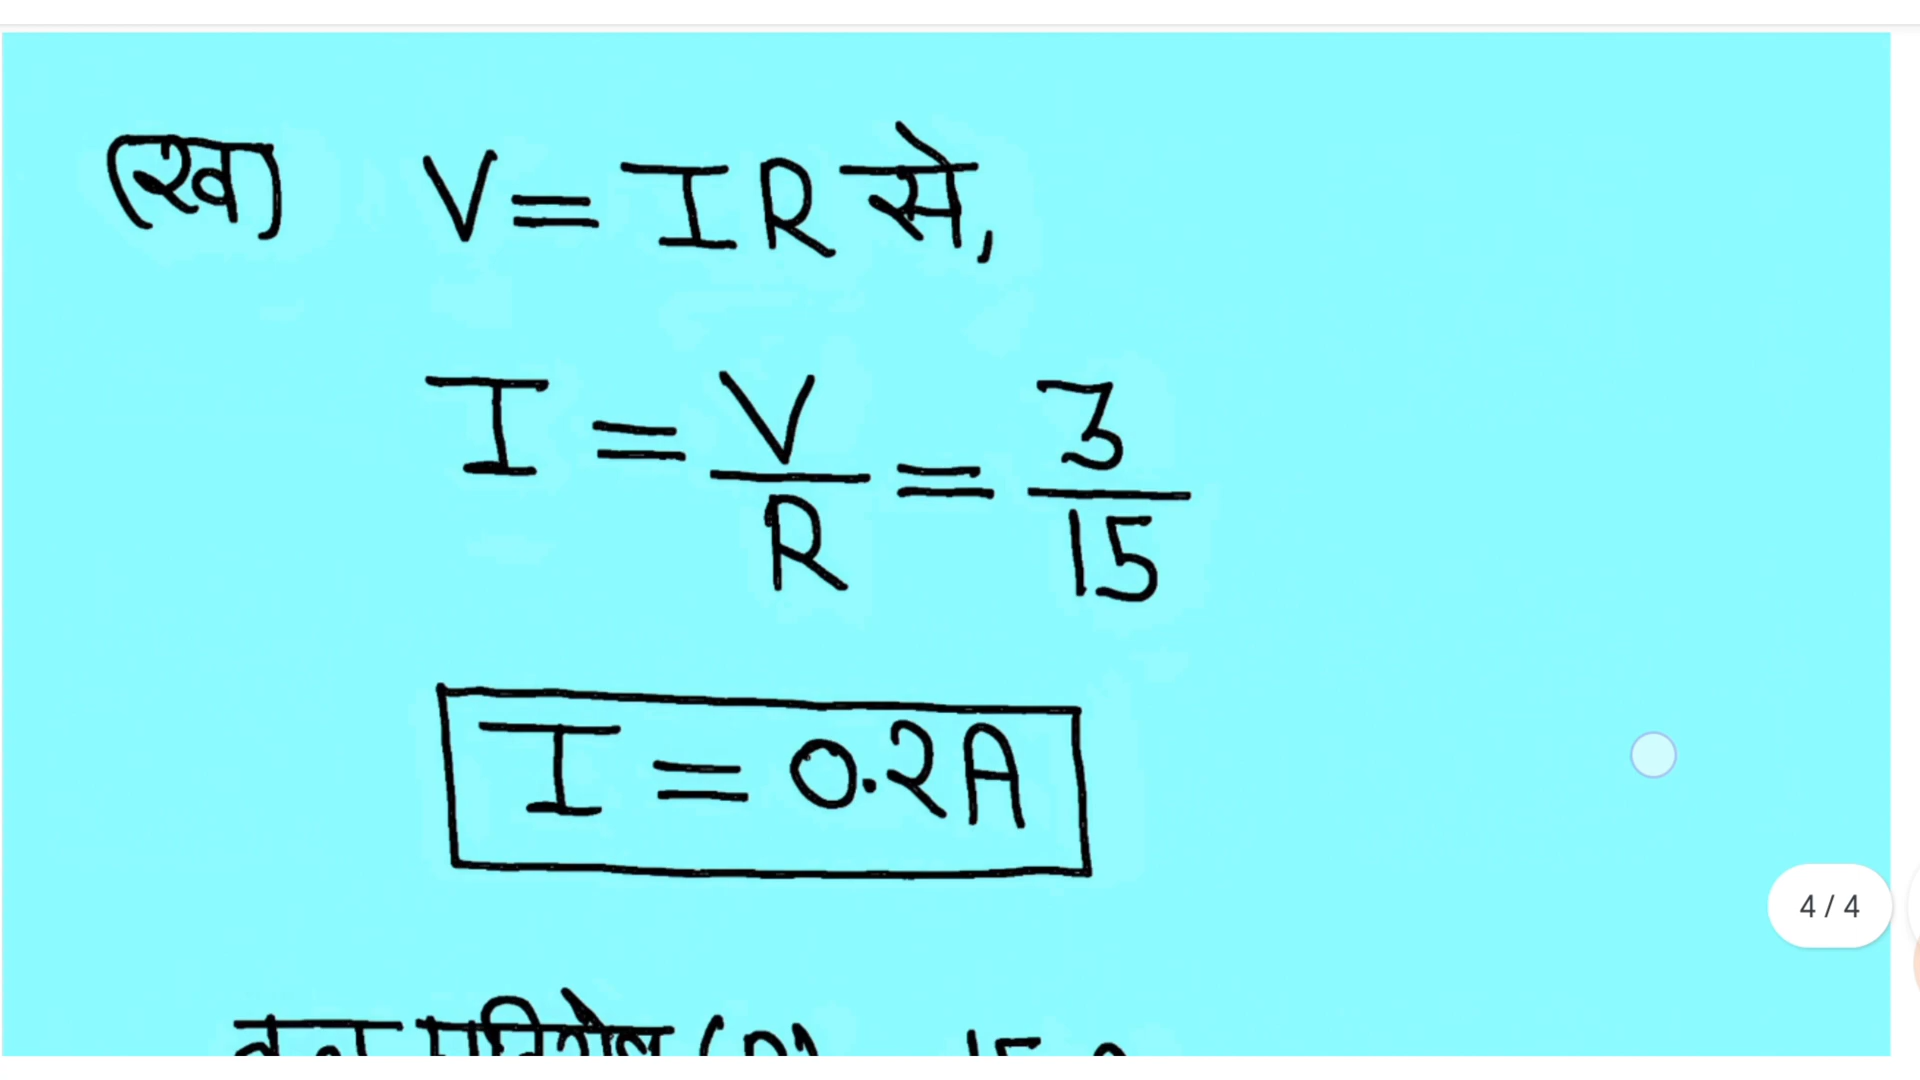 (ख) V = IR से,
I = V/R = 3/15
I = 0.2A
4 / 4